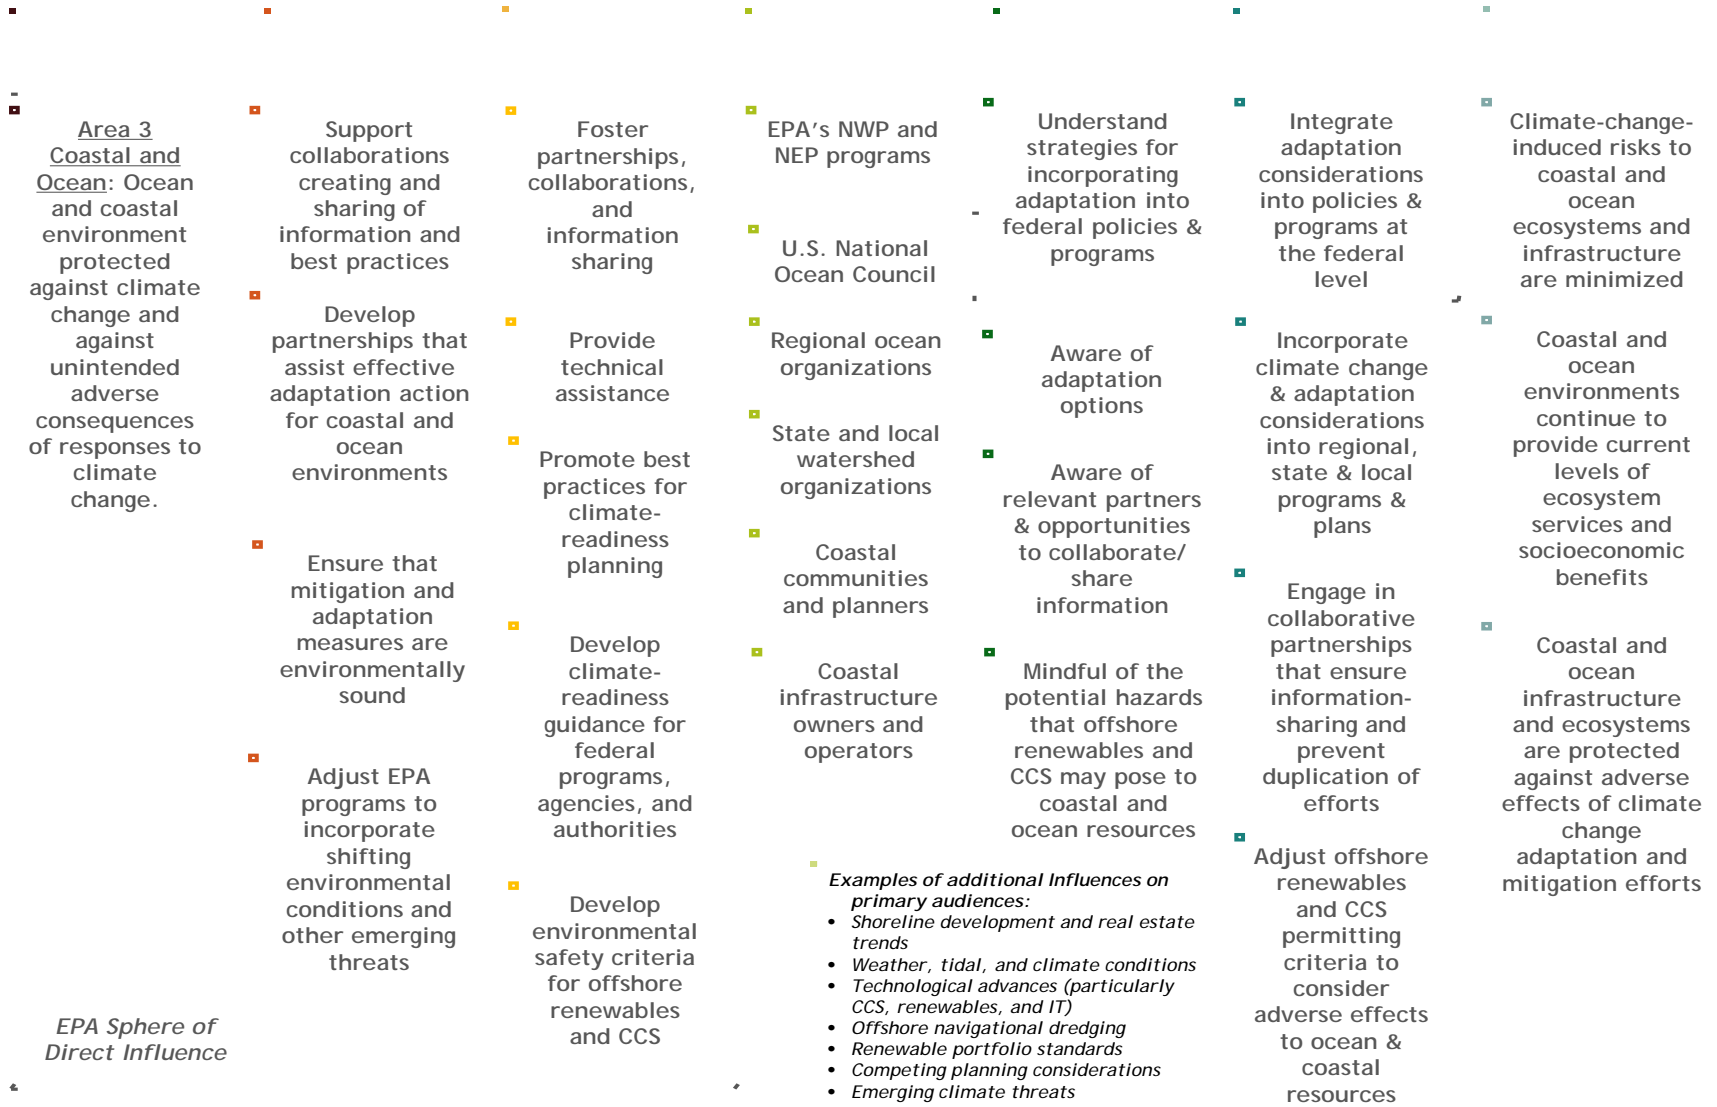 Area 3
Coastal and
Ocean: Ocean
and coastal
environment
protected
against climate
change and
against
unintended
adverse
consequences
of responses to
climate
change.
EPA Sphere of
Direct Influence
Support
collaborations
creating and
sharing of
information and
best practices
Develop
partnerships that
assist effective
adaptation action
for coastal and
ocean
environments
Ensure that
mitigation and
adaptation
measures are
environmentally
sound
Adjust EPA
programs to
incorporate
shifting
environmental
conditions and
other emerging
threats
Foster
partnerships,
collaborations,
and
information
sharing
Provide
technical
assistance
Promote best
practices for
climate-
readiness
planning
Develop
climate-
readiness
guidance for
federal
programs,
agencies, and
authorities
Develop
environmental
safety criteria
for offshore
renewables
and CCS
EPA's NWP and
NEP programs
U.S. National
Ocean Council
Regional ocean
organizations
State and local
watershed
organizations
Coastal
communities
and planners
Coastal
infrastructure
owners and
operators
Understand
strategies for
incorporating
adaptation into
federal policies &
programs
Aware of
adaptation
options
Aware of
relevant partners
& opportunities
to collaborate/
share
information
Mindful of the
potential hazards
that offshore
renewables and
CCS may pose to
coastal and
ocean resources
Examples of additional Influences on
primary audiences:
• Shoreline development and real estate
trends
• Weather, tidal, and climate conditions
• Technological advances (particularly
CCS, renewables, and IT)
• Offshore navigational dredging
• Renewable portfolio standards
• Competing planning considerations
• Emerging climate threats
Integrate
adaptation
considerations
into policies &
programs at
the federal
level
Incorporate
climate change
& adaptation
considerations
into regional,
state & local
programs &
plans
Engage in
collaborative
partnerships
that ensure
information-
sharing and
prevent
duplication of
efforts
Adjust offshore
renewables
and CCS
permitting
criteria to
consider
adverse effects
to ocean &
coastal
resources
Climate-change-
induced risks to
coastal and
ocean
ecosystems and
infrastructure
are minimized
Coastal and
ocean
environments
continue to
provide current
levels of
ecosystem
services and
socioeconomic
benefits
Coastal and
ocean
infrastructure
and ecosystems
are protected
against adverse
effects of climate
change
adaptation and
mitigation efforts